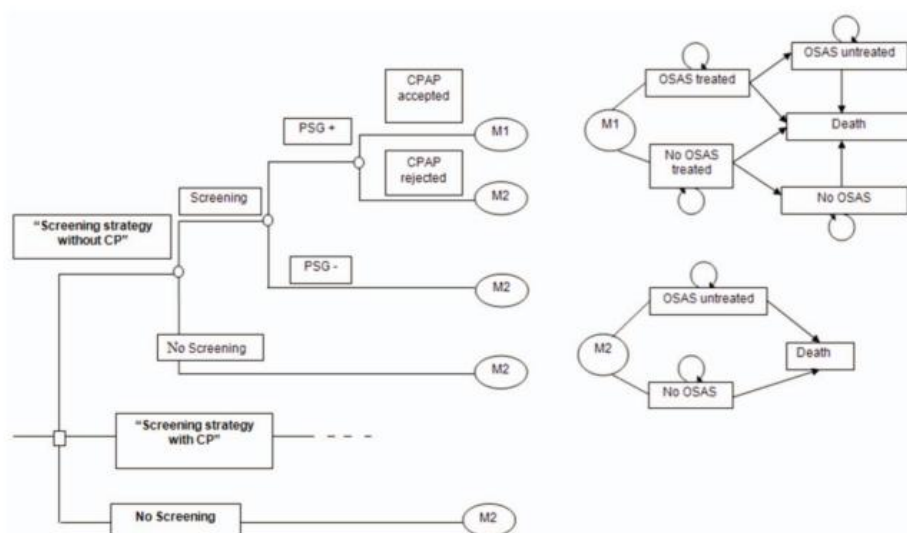 CPAP
accepted
PSG +
M1
CPAP
rejected
Screening
M2
"Screening strategy
without CP"
PSG -
M2
No Screening
M2
"Screening strategy
with CP"
No Screening
M2
OSAS untreated
OSAS treated
M1
Death
No OSAS
treated
No OSAS
OSAS untreated
M2
Death
No OSAS